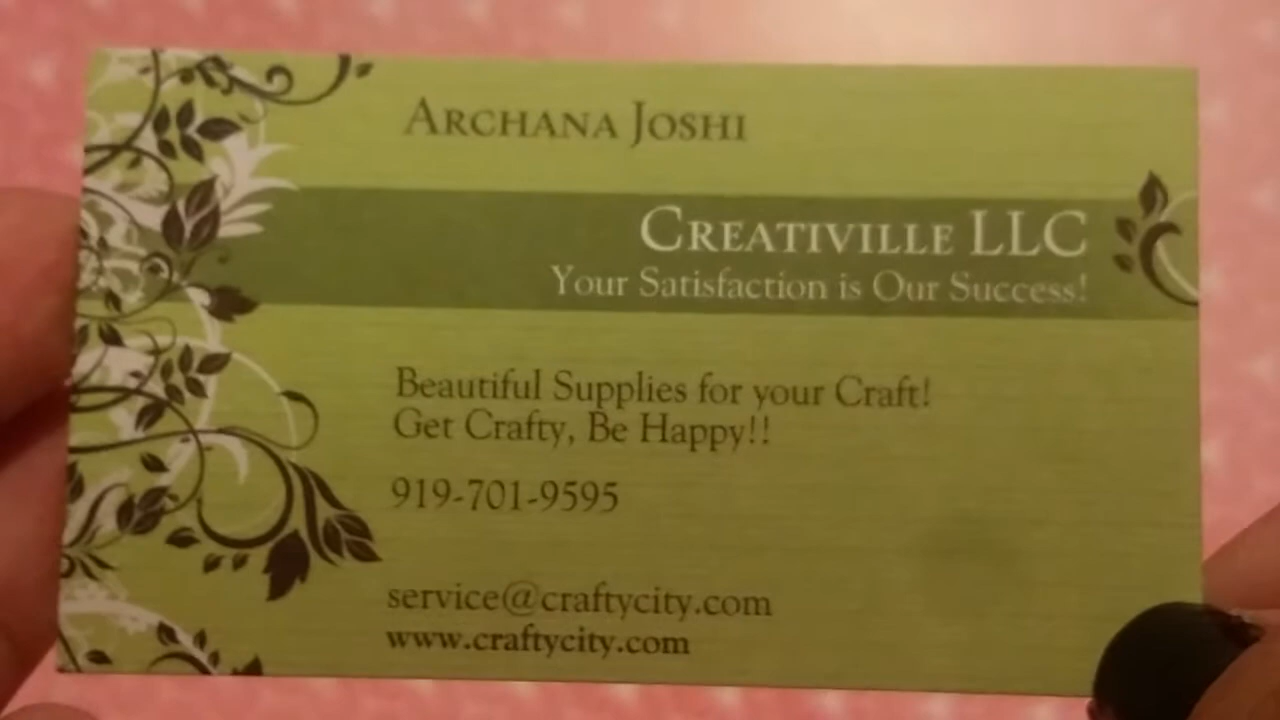 Archana Joshi
Creativille LLC
Your Satisfaction is Our Success!
Beautiful Supplies for your Craft!
Get Crafty, Be Happy!!
919-701-9595
service@craftycity.com
www.craftycity.com